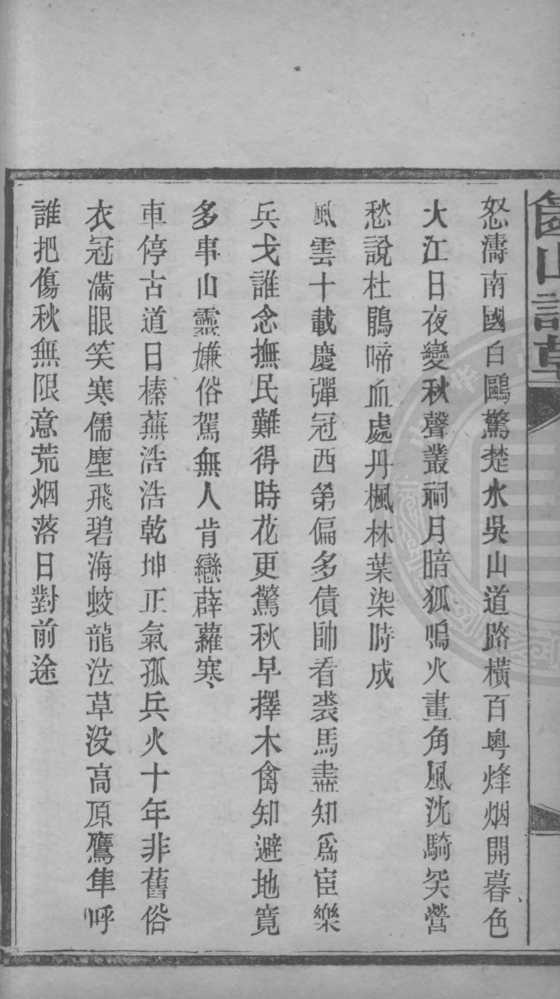 怒濤南國白鷗驚楚水吳山道路橫百粤烽烟開暮色
大江日夜變秋聲叢祠月暗狐鳴火畫角風沈騎哭營
愁說杜鵑啼血處丹楓林葉染時成
風雲十載慶彈冠西第偏多債帥看裘馬盡知爲宦樂
兵戈誰念撫民難得時花更驚秋早擇木禽知避地寬
多事山靈嫌俗駕無人肯戀薜蘿寒
車停古道日榛蕪浩浩乾坤正氣孤兵火十年非舊俗
衣冠滿眼笑寒儒塵飛碧海蛟龍泣草没高原鷹隼呼
誰把傷秋無限意荒烟落日對前途